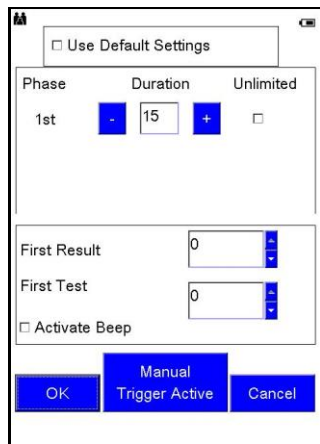 Use Default Settings
Phase Duration Unlimited
1st - 15 +
First Result 0
First Test 0
Activate Beep
OK Manual Trigger Active Cancel